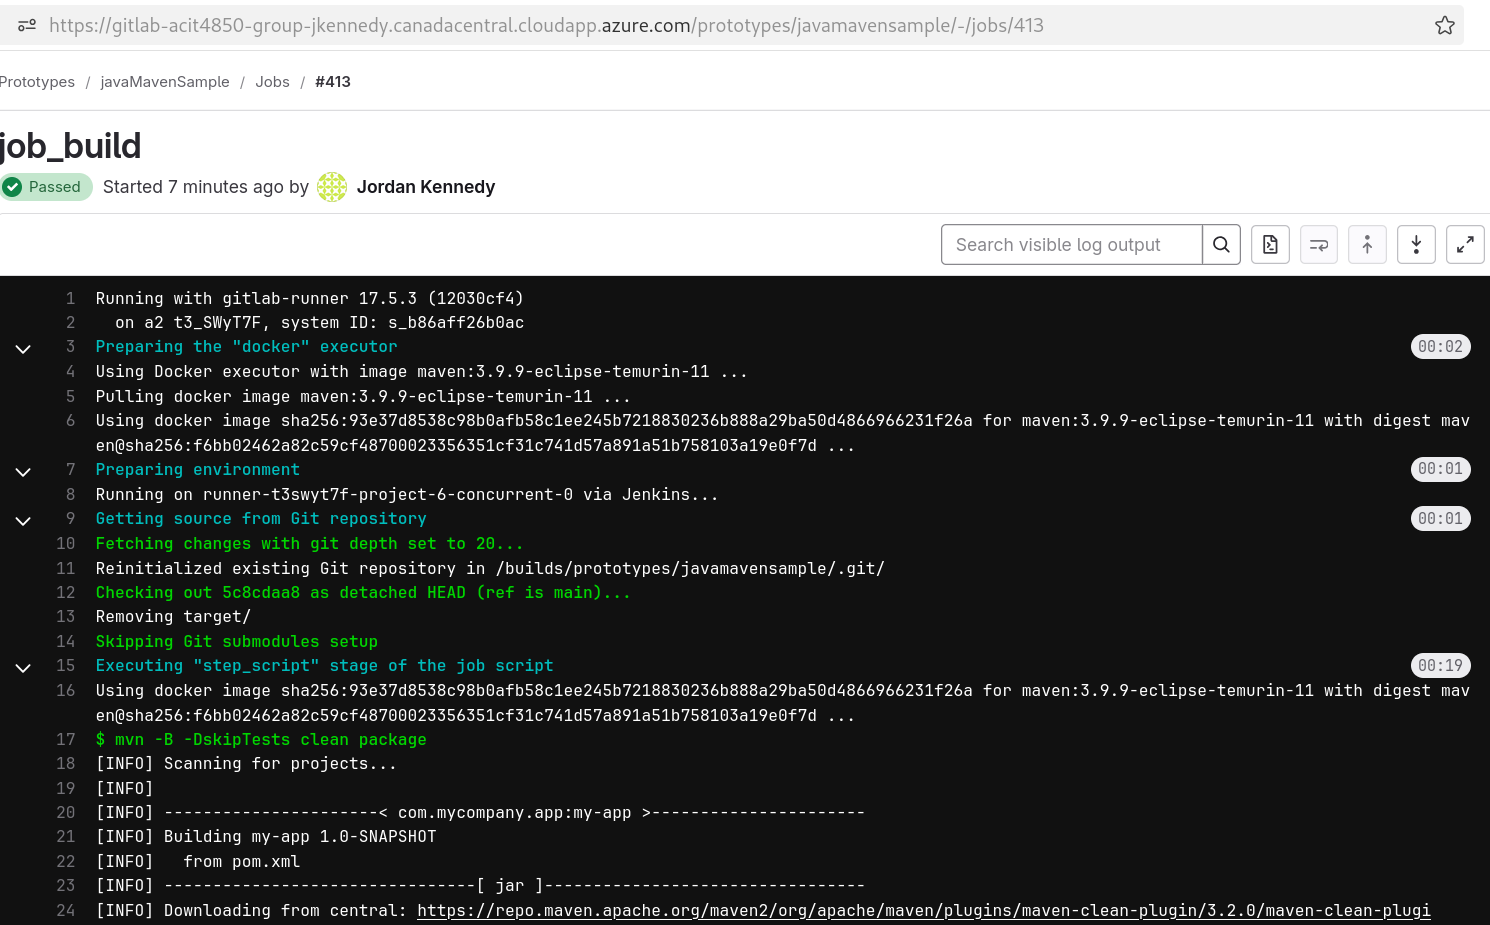 https://gitlab-acit4850-group-jkennedy.canadacentral.cloudapp.azure.com/prototypes/javamavensample/-/jobs/413
Prototypes / javaMavenSample / Jobs / #413
job_build
Passed Started 7 minutes ago by Jordan Kennedy
Search visible log output
1 Running with gitlab-runner 17.5.3 (12030cf4)
2 on a2 t3_SWyT7F, system ID: s_b86aff26b0ac
3 Preparing the "docker" executor 00:02
4 Using Docker executor with image maven:3.9.9-eclipse-temurin-11 ...
5 Pulling docker image maven:3.9.9-eclipse-temurin-11 ...
6 Using docker image sha256:93e37d8538c98b0afb58c1ee245b7218830236b888a29ba50d4866966231f26a for maven:3.9.9-eclipse-temurin-11 with digest mav
en@sha256:f6bb02462a82c59cf48700023356351cf31c741d57a891a51b758103a19e0f7d ...
7 Preparing environment 00:01
8 Running on runner-t3swyt7f-project-6-concurrent-0 via Jenkins...
9 Getting source from Git repository 00:01
10 Fetching changes with git depth set to 20...
11 Reinitialized existing Git repository in /builds/prototypes/javamavensample/.git/
12 Checking out 5c8cdaa8 as detached HEAD (ref is main)...
13 Removing target/
14 Skipping Git submodules setup
15 Executing "step_script" stage of the job script 00:19
16 Using docker image sha256:93e37d8538c98b0afb58c1ee245b7218830236b888a29ba50d4866966231f26a for maven:3.9.9-eclipse-temurin-11 with digest mav
en@sha256:f6bb02462a82c59cf48700023356351cf31c741d57a891a51b758103a19e0f7d ...
17 $ mvn -B -DskipTests clean package
18 [INFO] Scanning for projects...
19 [INFO]
20 [INFO] ----------------------< com.mycompany.app:my-app >----------------------
21 [INFO] Building my-app 1.0-SNAPSHOT
22 [INFO]   from pom.xml
23 [INFO] --------------------------------[ jar ]---------------------------------
24 [INFO] Downloading from central: https://repo.maven.apache.org/maven2/org/apache/maven/plugins/maven-clean-plugin/3.2.0/maven-clean-plugi